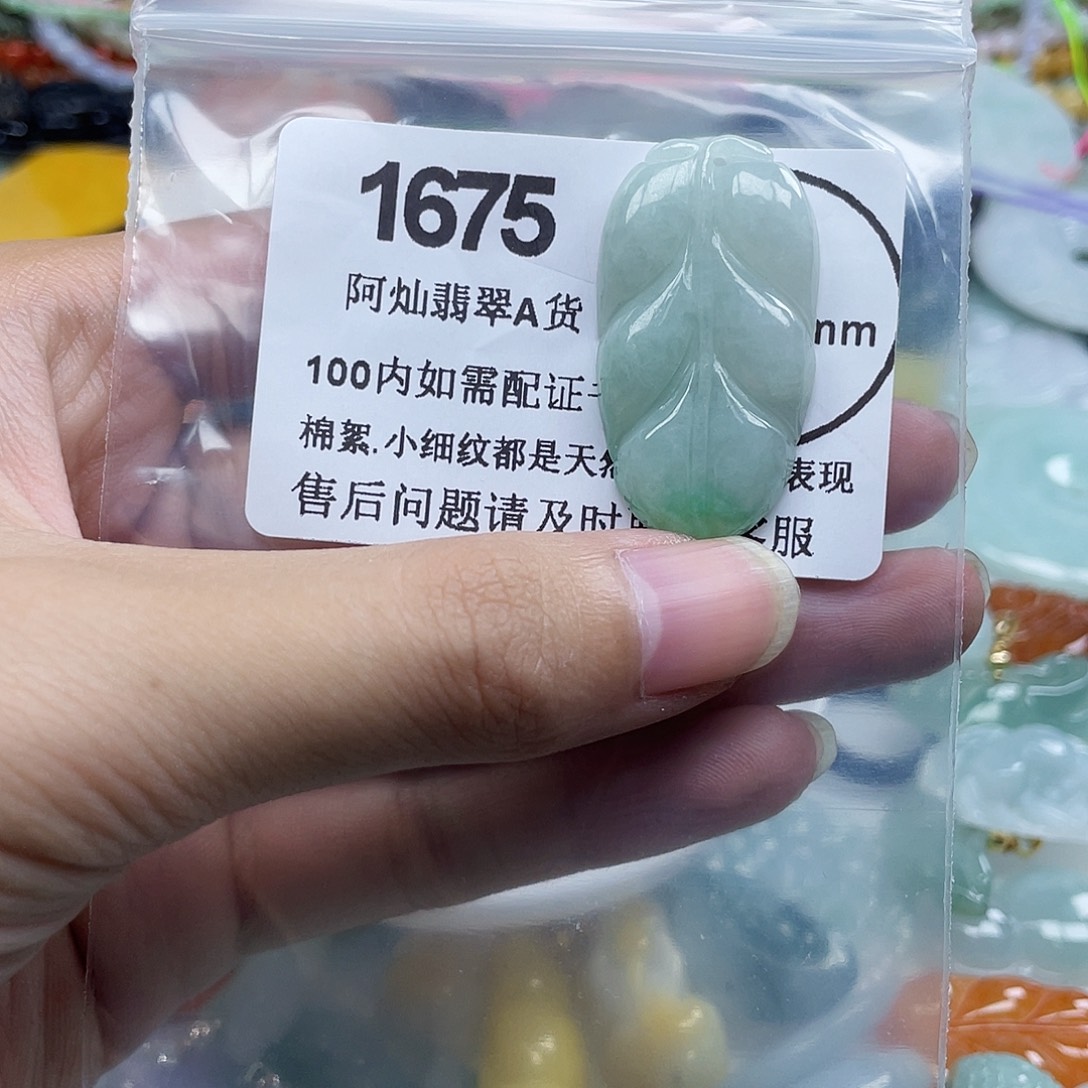 1675
阿灿翡翠A货
mm
100内如需配证
棉絮.小细纹都是天 表现
售后问题请及时 客服